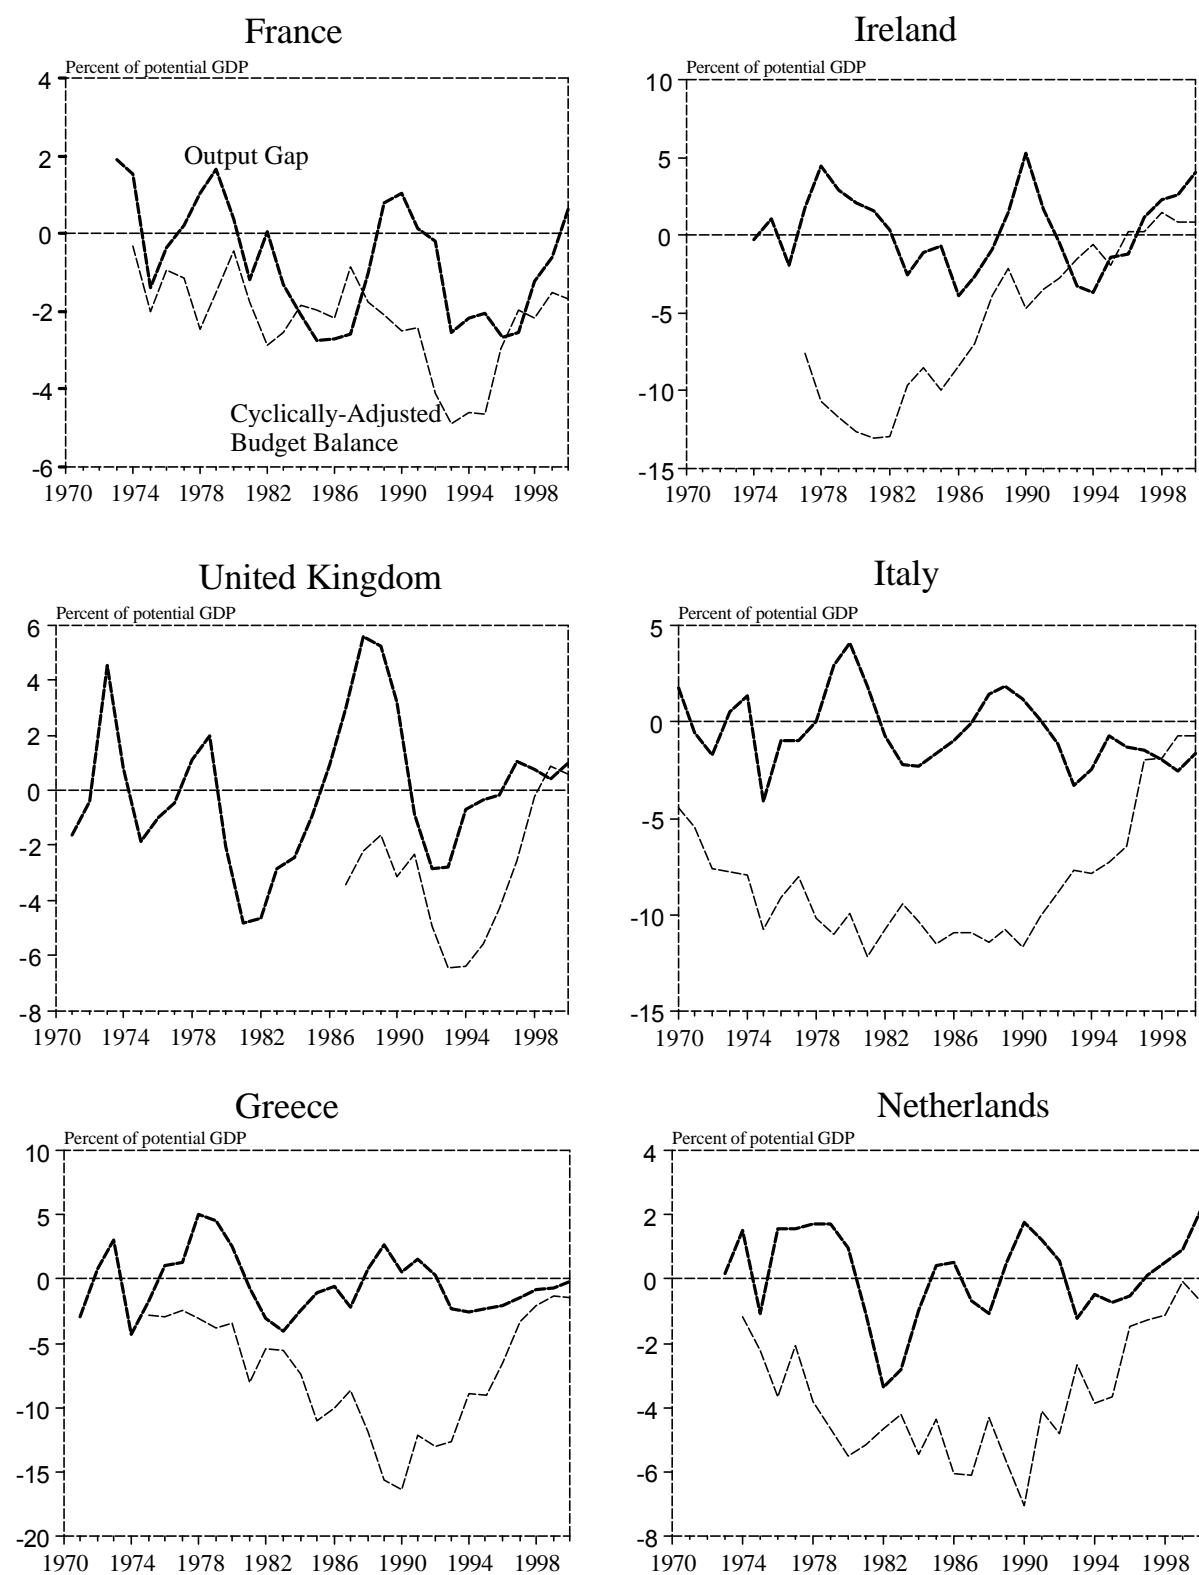 France
Percent of potential GDP
4
2
0
-2
-4
-6
Output Gap
Cyclically-Adjusted
Budget Balance
1970 1974 1978 1982 1986 1990 1994 1998
Ireland
Percent of potential GDP
10
5
0
-5
-10
-15
1970 1974 1978 1982 1986 1990 1994 1998
United Kingdom
Percent of potential GDP
6
4
2
0
-2
-4
-6
-8
1970 1974 1978 1982 1986 1990 1994 1998
Italy
Percent of potential GDP
5
0
-5
-10
-15
1970 1974 1978 1982 1986 1990 1994 1998
Greece
Percent of potential GDP
10
5
0
-5
-10
-15
-20
1970 1974 1978 1982 1986 1990 1994 1998
Netherlands
Percent of potential GDP
4
2
0
-2
-4
-6
-8
1970 1974 1978 1982 1986 1990 1994 1998